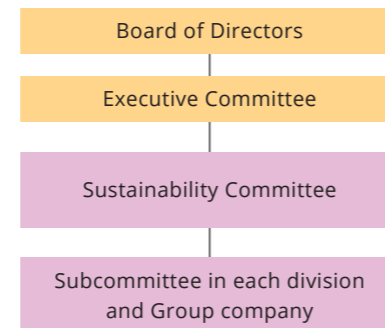 Board of Directors
Executive Committee
Sustainability Committee
Subcommittee in each division
and Group company